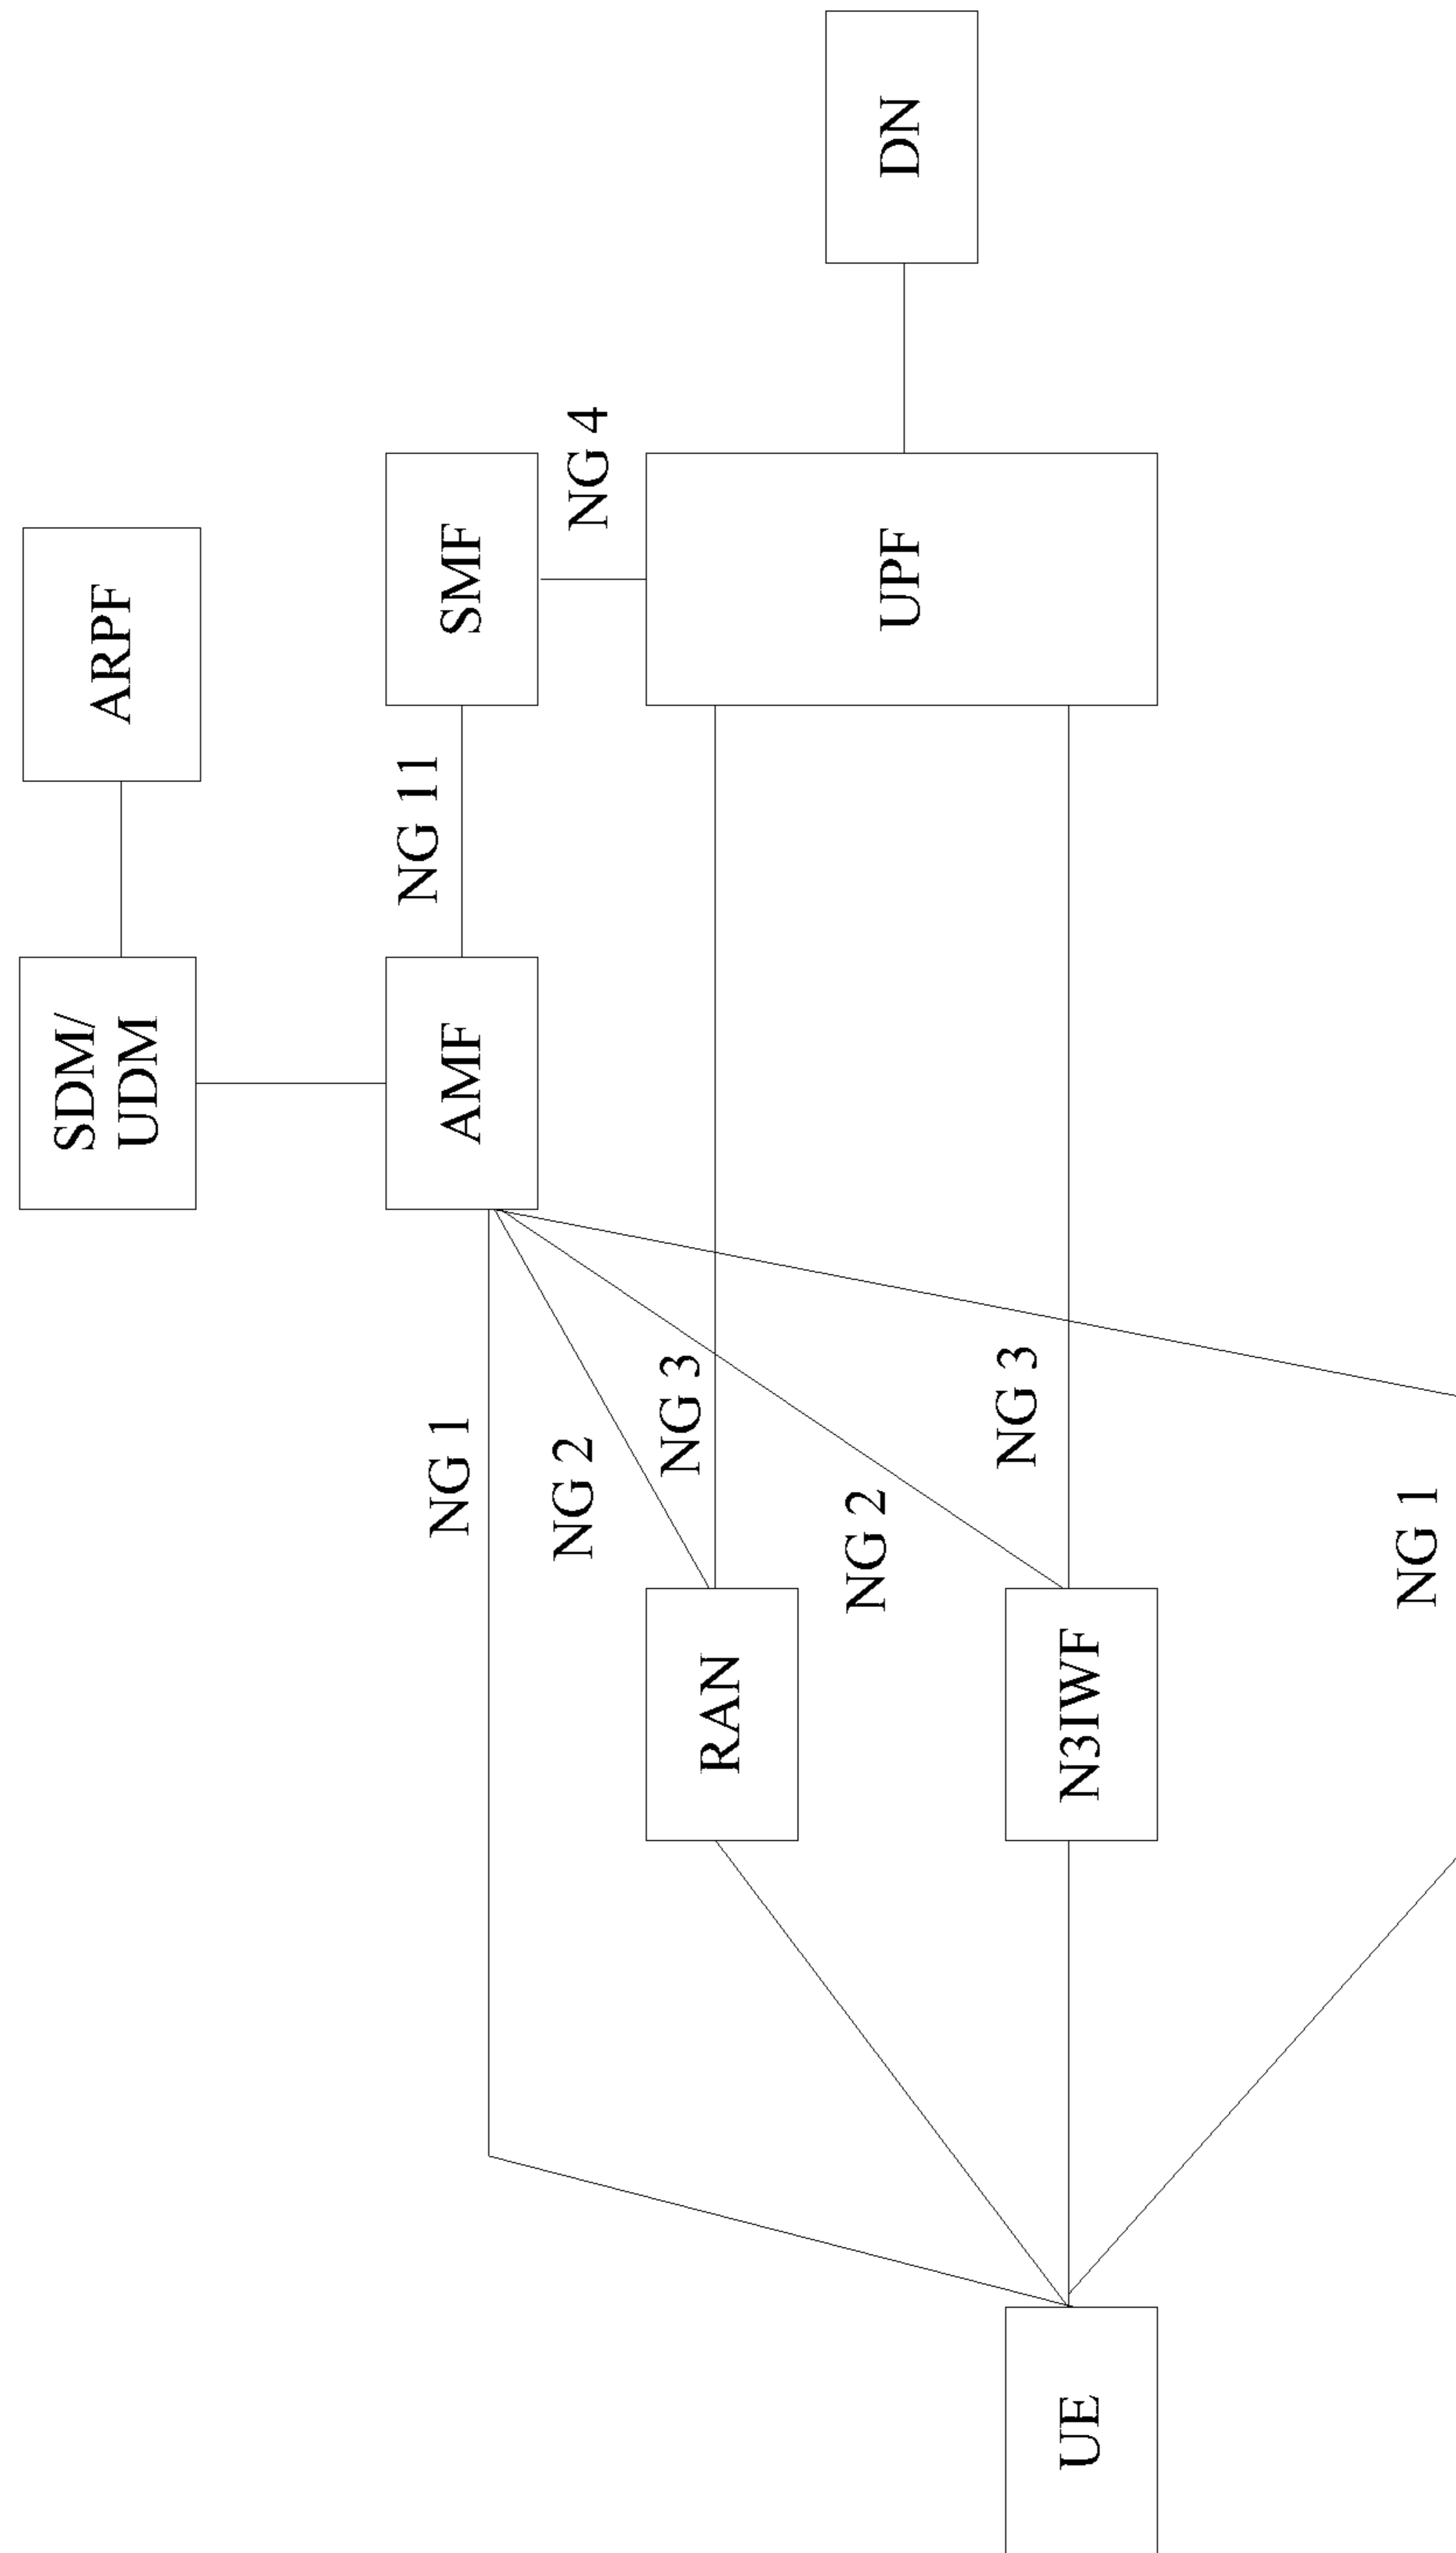 SDM/
UDM
ARPF
AMF
NG 11
SMF
NG 4
NG 1
NG 2
NG 3
RAN
UPF
DN
NG 2
NG 3
UE
N3IWF
NG 1